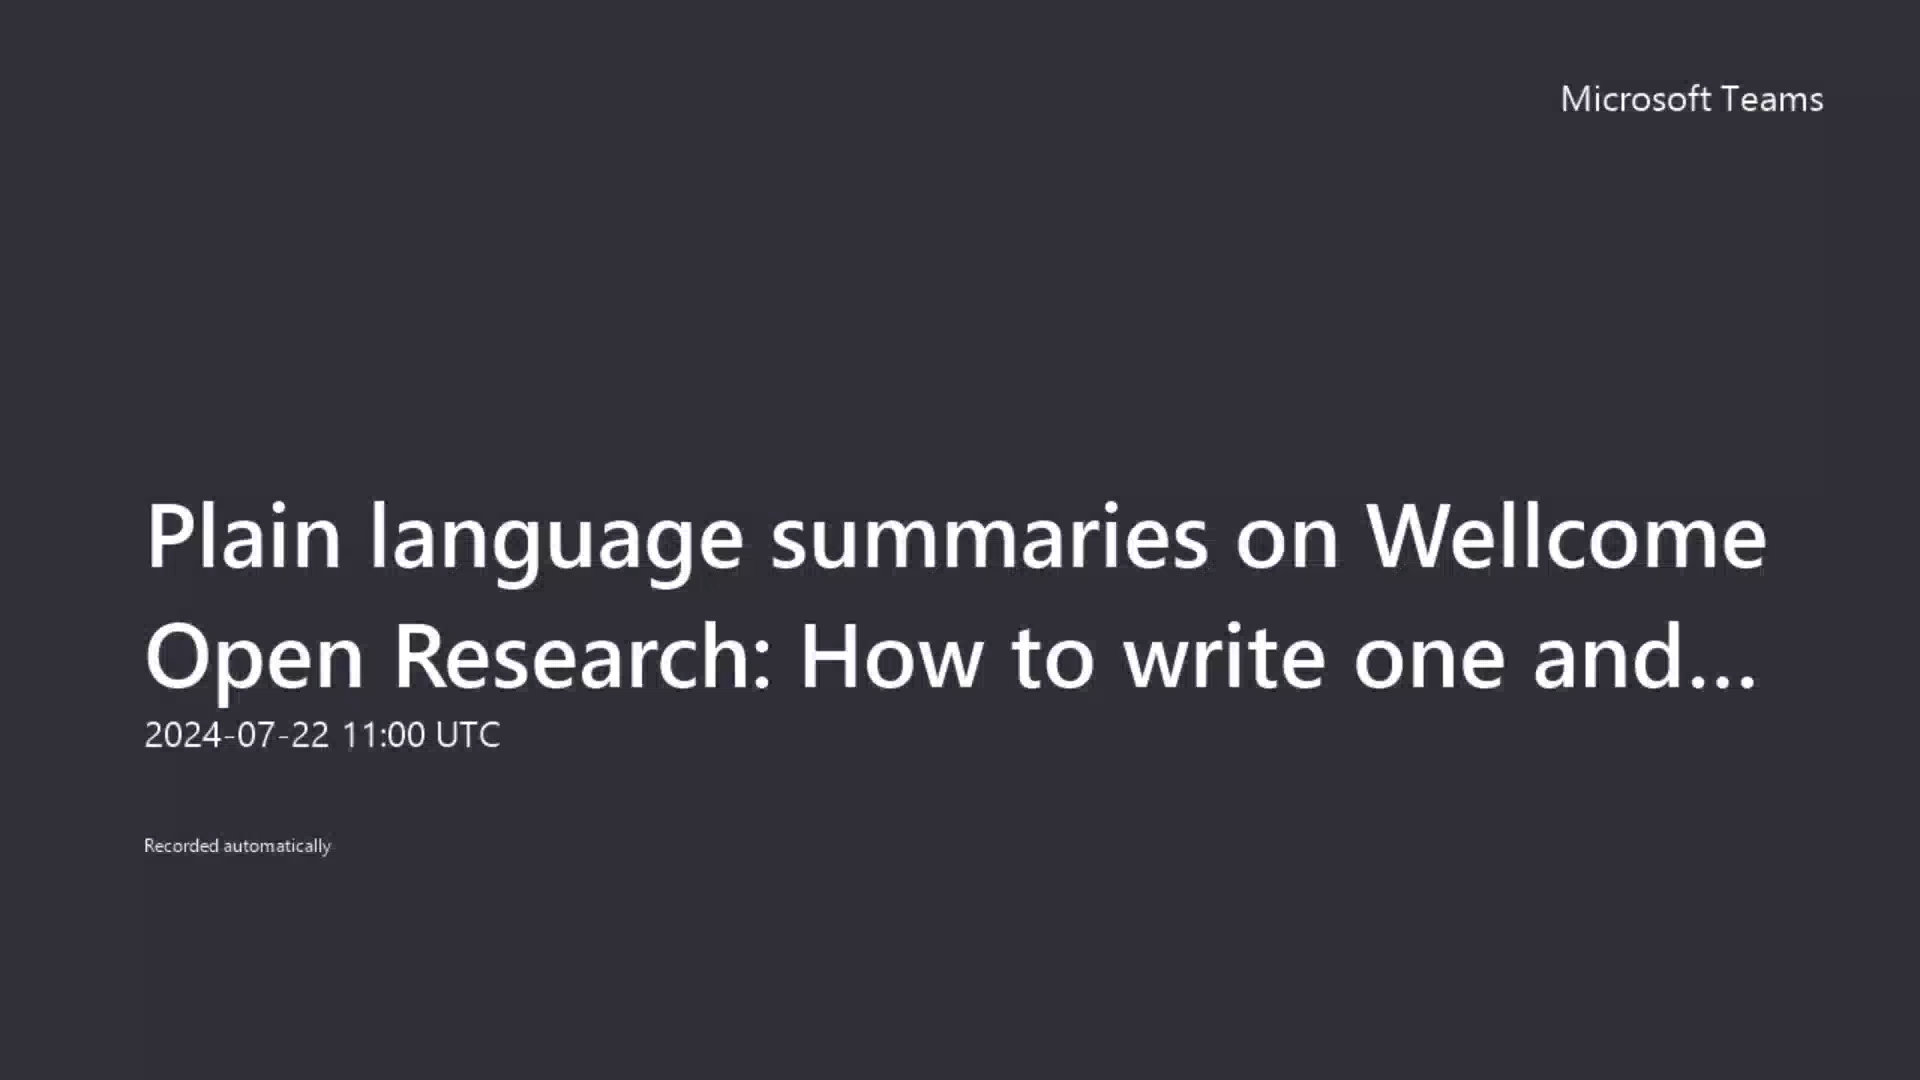 Microsoft Teams
Plain language summaries on Wellcome
Open Research: How to write one and...
2024-07-22 11:00 UTC
Recorded automatically